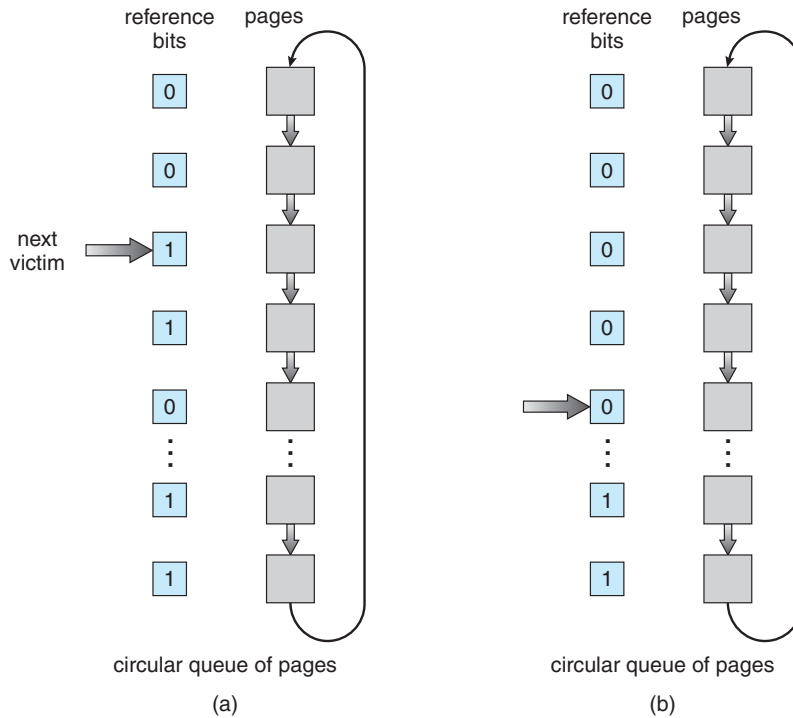 reference
bits
pages
0
0
next
victim
1
1
0
1
1
circular queue of pages
(a)
reference
bits
pages
0
0
0
0
0
1
1
circular queue of pages
(b)